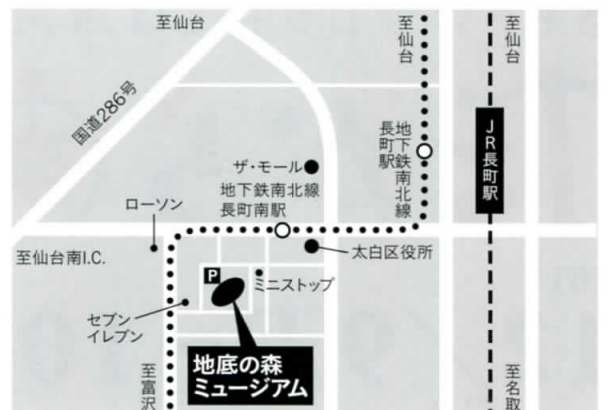 至仙台
至仙台
至仙台
国道286号
JR長町駅
地下鉄南北線
長町駅
ザ・モール
地下鉄南北線
長町南駅
ローソン
至仙台南I.C.
太白区役所
P
ミニストップ
セブン
イレブン
地底の森
ミュージアム
至富沢
至名取